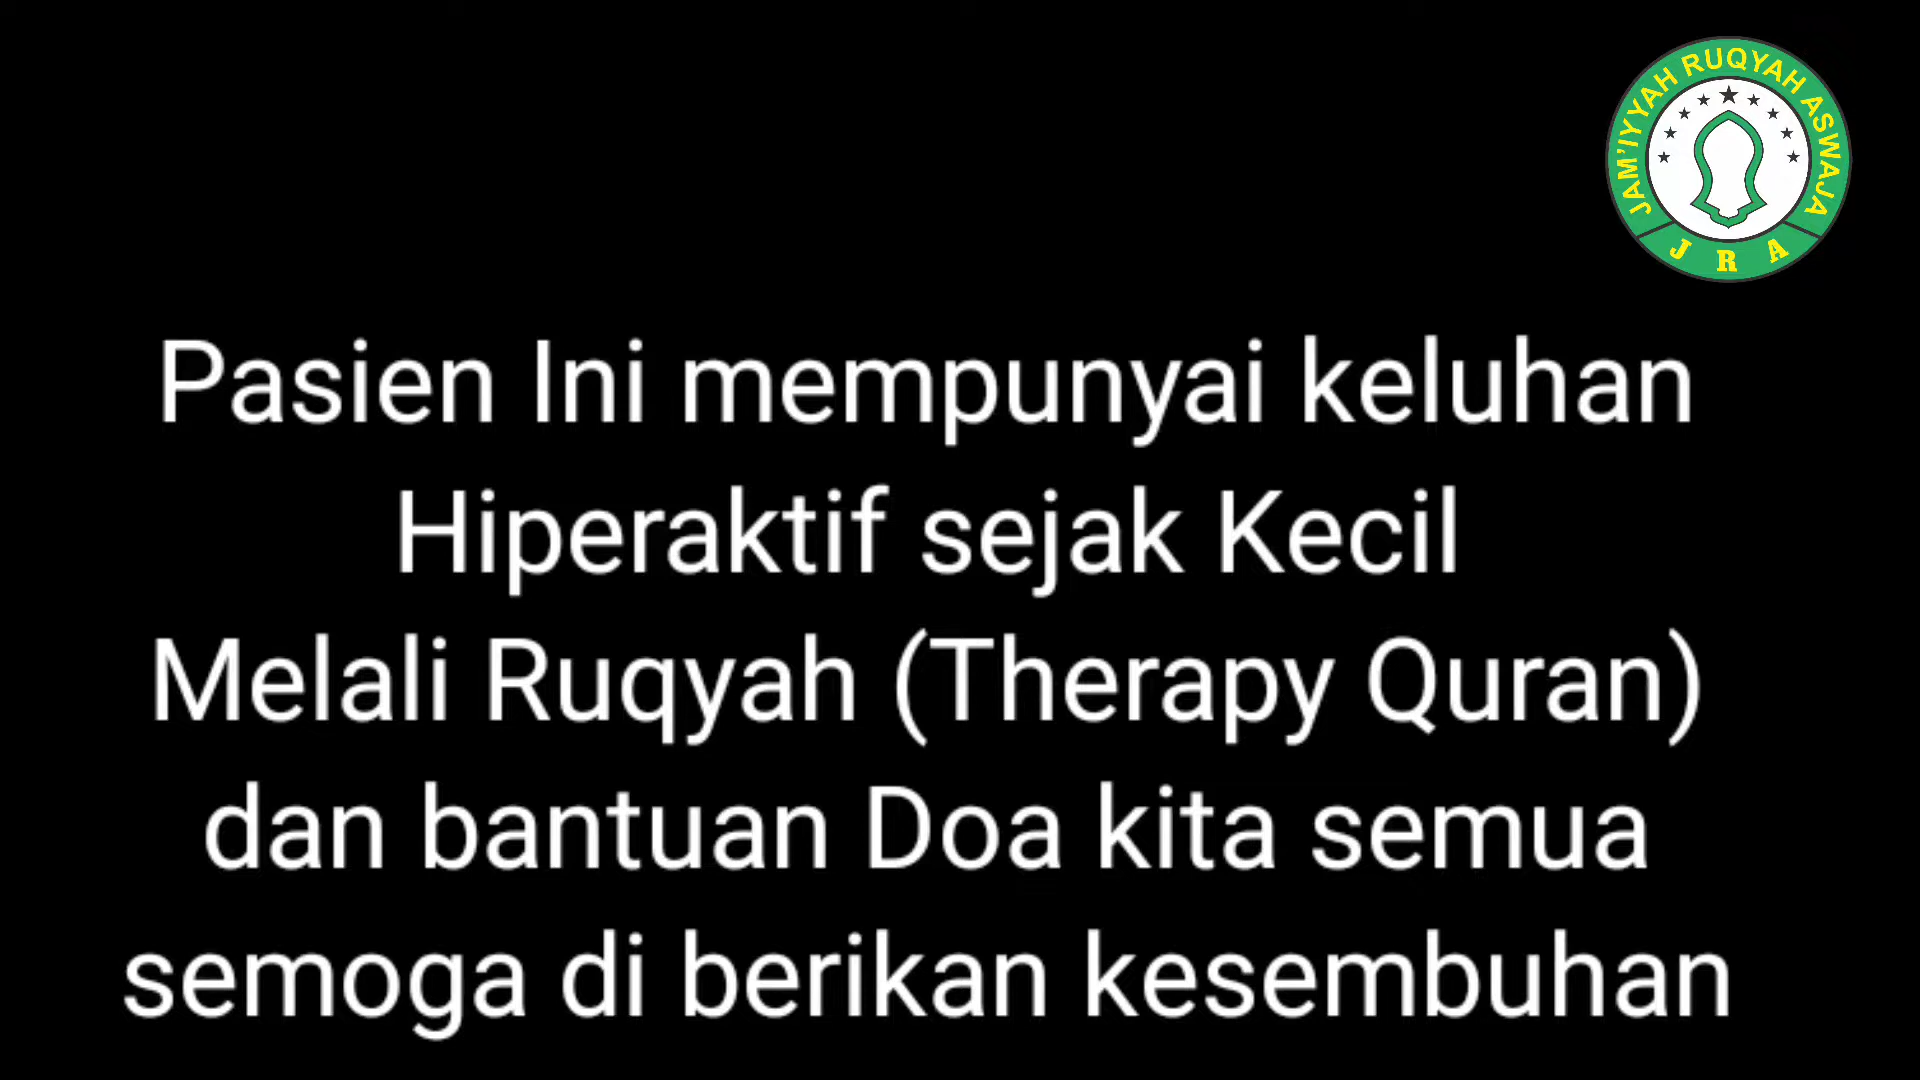 JAM'IYYAH RUQYAH ASWAJA
J R A
Pasien Ini mempunyai keluhan
Hiperaktif sejak Kecil
Melali Ruqyah (Therapy Quran)
dan bantuan Doa kita semua
semoga di berikan kesembuhan